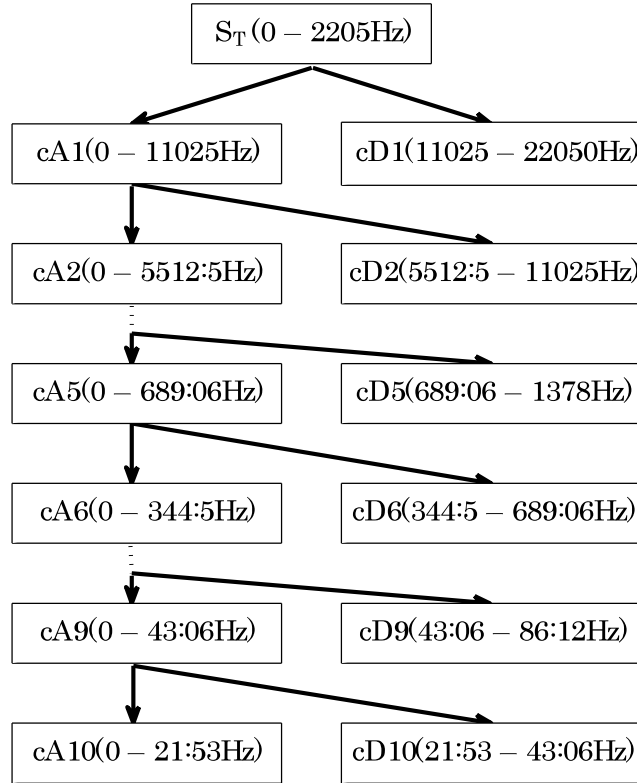 S_T (0 – 2205Hz)
cA1(0 – 11025Hz)
cD1(11025 – 22050Hz)
cA2(0 – 5512:5Hz)
cD2(5512:5 – 11025Hz)
cA5(0 – 689:06Hz)
cD5(689:06 – 1378Hz)
cA6(0 – 344:5Hz)
cD6(344:5 – 689:06Hz)
cA9(0 – 43:06Hz)
cD9(43:06 – 86:12Hz)
cA10(0 – 21:53Hz)
cD10(21:53 – 43:06Hz)